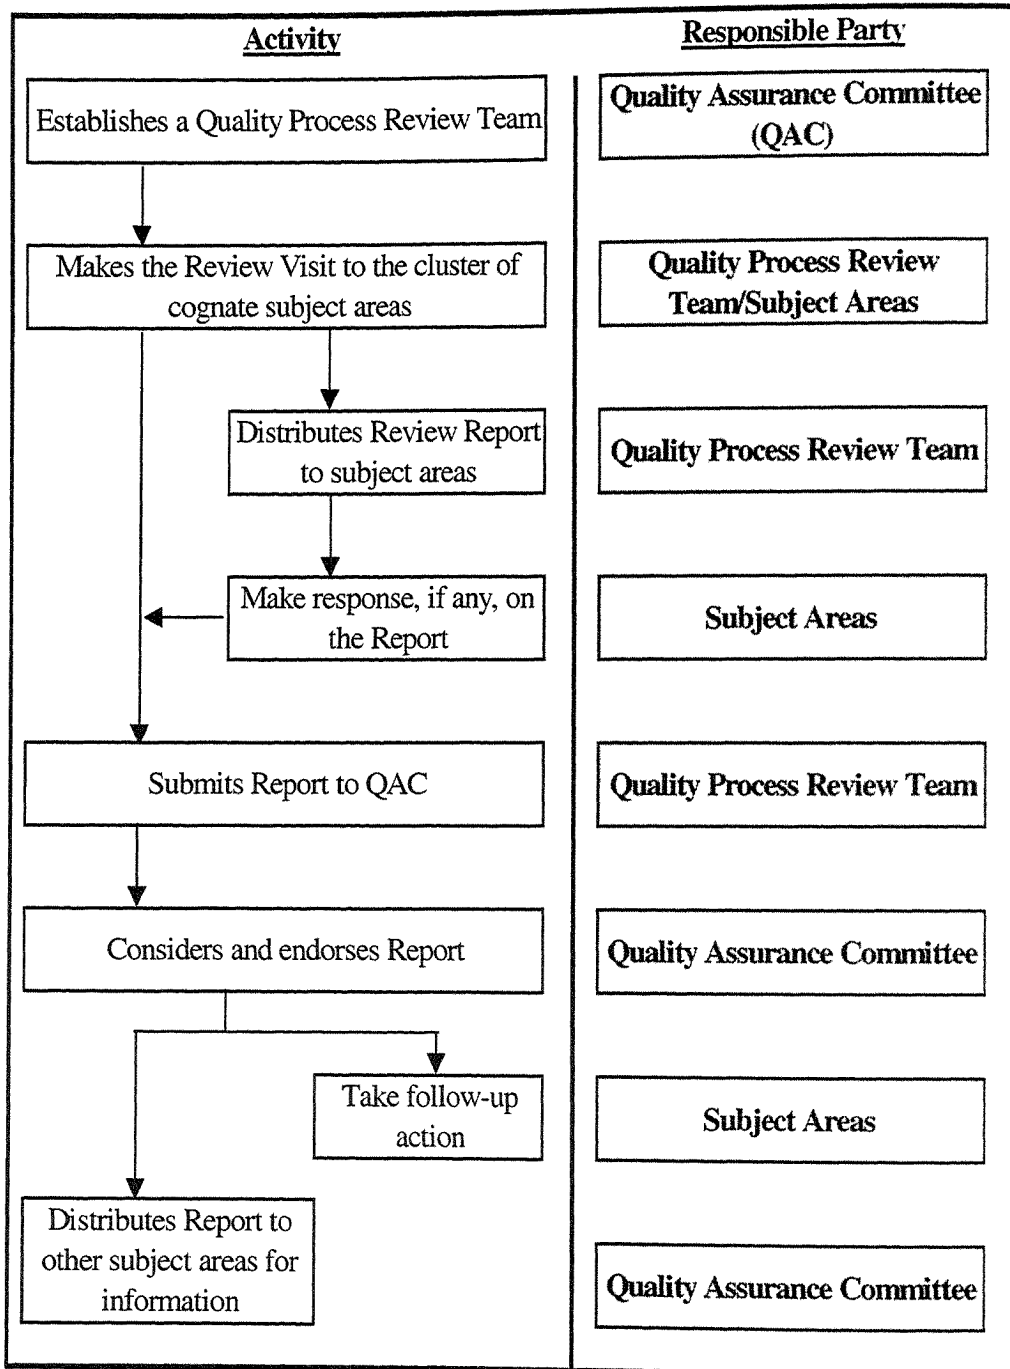 Activity
Responsible Party
Establishes a Quality Process Review Team
Quality Assurance Committee
(QAC)
Makes the Review Visit to the cluster of
cognate subject areas
Quality Process Review
Team/Subject Areas
Distributes Review Report
to subject areas
Quality Process Review Team
Make response, if any, on
the Report
Subject Areas
Submits Report to QAC
Quality Process Review Team
Considers and endorses Report
Quality Assurance Committee
Take follow-up
action
Subject Areas
Distributes Report to
other subject areas for
information
Quality Assurance Committee